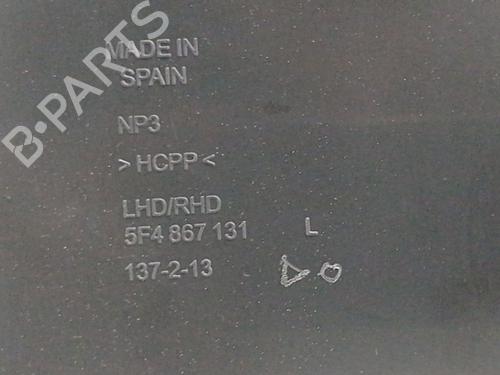 B-PARTS
MADE IN
SPAIN
NP3
>HCPP<
LHD/RHD
5F4 867 131 L
137-2-13